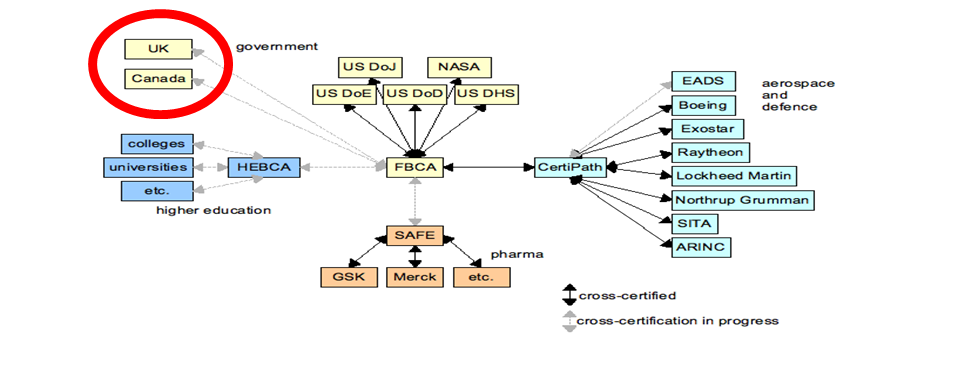 UK
government
Canada
US DoJ
NASA
US DoE
US DoD
US DHS
EADS
aerospace
and
defence
Boeing
Exostar
Raytheon
Lockheed Martin
Northrup Grumman
SITA
ARINC
colleges
universities
etc.
higher education
HEBCA
FBCA
CertiPath
SAFE
pharma
GSK
Merck
etc.
cross-certified
cross-certification in progress